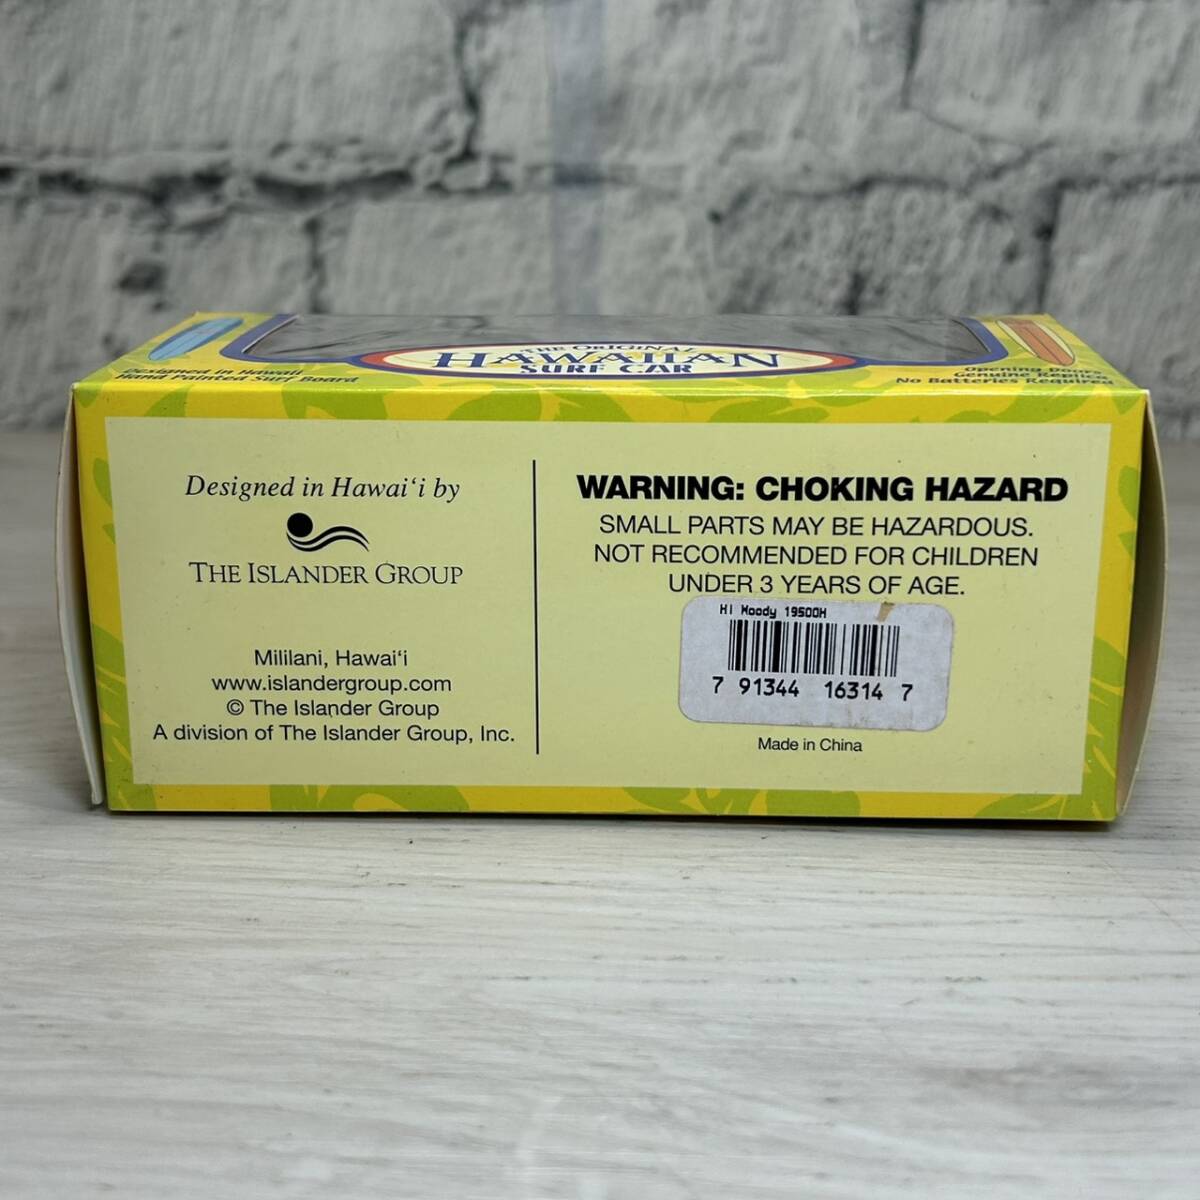 THE ORIGINAL
HAWAIIAN
SURF CAR
Designed in Hawaii
Hand Painted Surf Board
Opening Doors
Genuine Replica
No Batteries Required
Designed in Hawai‘i by
THE ISLANDER GROUP
Mililani, Hawai‘i
www.islandergroup.com
© The Islander Group
A division of The Islander Group, Inc.
WARNING: CHOKING HAZARD
SMALL PARTS MAY BE HAZARDOUS.
NOT RECOMMENDED FOR CHILDREN
UNDER 3 YEARS OF AGE.
HI Woody 19500H
7 91344 16314 7
Made in China